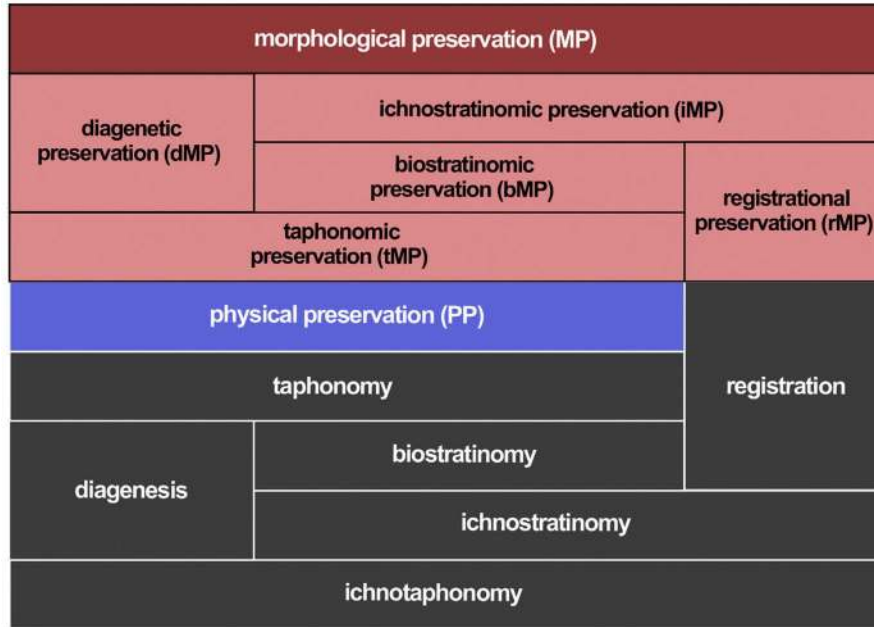 morphological preservation (MP)
ichnostratinomic preservation (iMP)
diagenetic
preservation (dMP)
biostratinomic
preservation (bMP)
registrational
preservation (rMP)
taphonomic
preservation (tMP)
physical preservation (PP)
taphonomy
registration
biostratinomy
diagenesis
ichnostratinomy
ichnotaphonomy